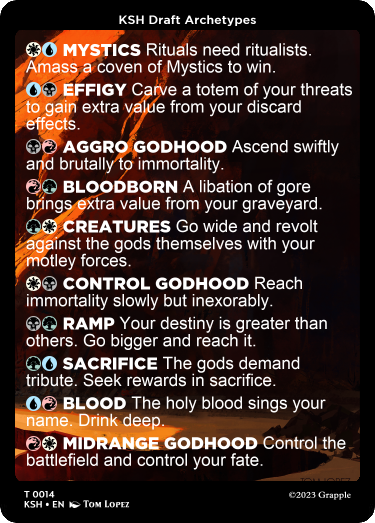 KSH Draft Archetypes
MYSTICS Rituals need ritualists.
Amass a coven of Mystics to win.
EFFIGY Carve a totem of your threats
to gain extra value from your discard
effects.
AGGRO GODHOOD Ascend swiftly
and brutally to immortality.
BLOODBORN A libation of gore
brings extra value from your graveyard.
CREATURES Go wide and revolt
against the gods themselves with your
motley forces.
CONTROL GODHOOD Reach
immortality slowly but inexorably.
RAMP Your destiny is greater than
others. Go bigger and reach it.
SACRIFICE The gods demand
tribute. Seek rewards in sacrifice.
BLOOD The holy blood sings your
name. Drink deep.
MIDRANGE GODHOOD Control the
battlefield and control your fate.
T 0014
KSH • EN Tom Lopez
©2023 Grapple